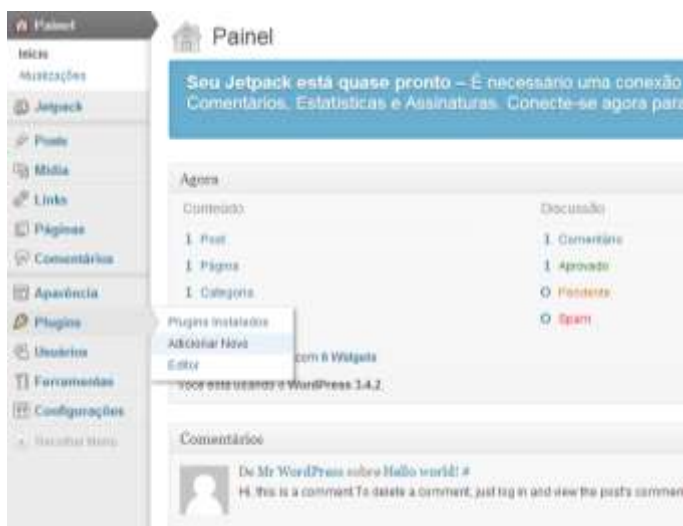 Painel
Início
Atualizações
Jetpack
Posts
Mídia
Links
Páginas
Comentários
Aparência
Plugins
Usuários
Ferramentas
Configurações
Recolher Menu
Painel
Seu Jetpack está quase pronto – É necessário uma conexão
Comentários, Estatísticas e Assinaturas. Conecte-se agora para
Agora
Conteúdo
1 Post
1 Página
1 Categoria
Discussão
1 Comentário
1 Aprovado
0 Pendente
0 Spam
Plugins Instalados
Adicionar Novo
Editor
com 6 Widgets
Você está usando o WordPress 3.4.2.
Comentários
De Mr WordPress sobre Hello world! #
Hi, this is a comment.To delete a comment, just log in and view the post's commen